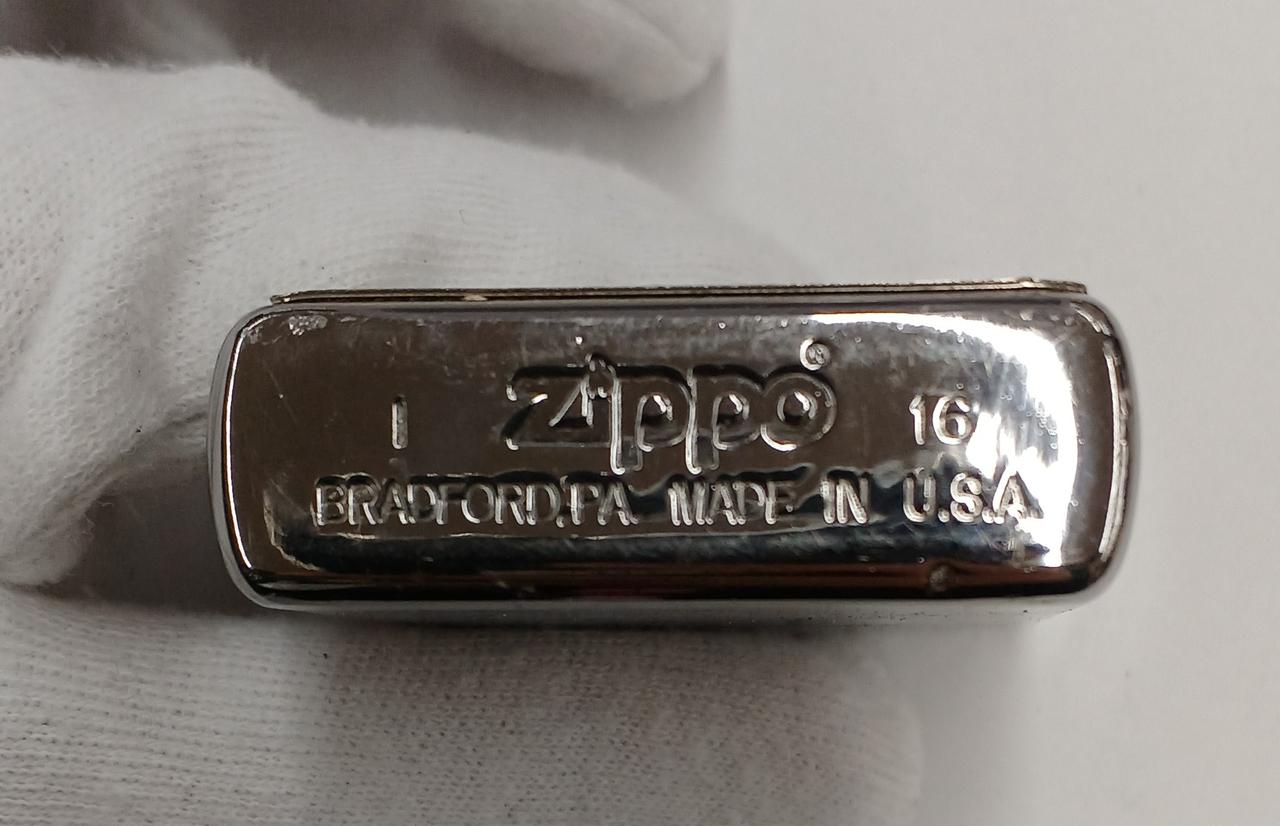 I Zippo® 16
BRADFORD,PA. MADE IN U.S.A.